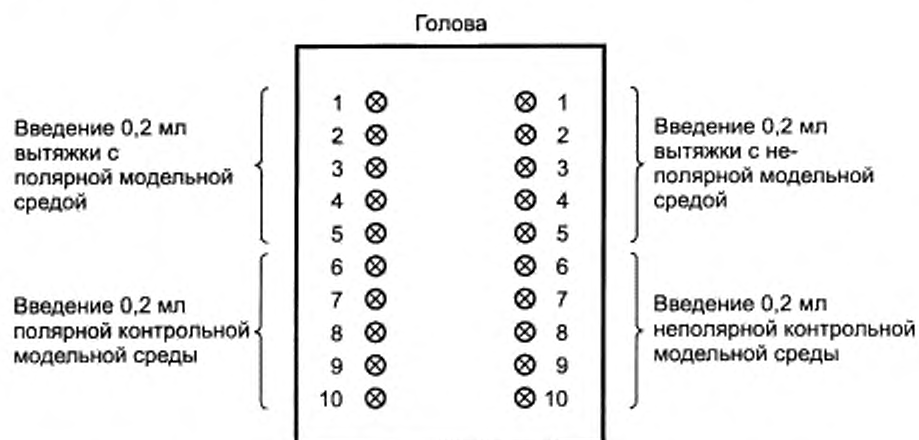 Голова
Введение 0,2 мл
вытяжки с
полярной модельной
средой
1 1
2 2
3 3
4 4
5 5
Введение 0,2 мл
вытяжки с не-
полярной модельной
средой
Введение 0,2 мл
полярной контрольной
модельной среды
6 6
7 7
8 8
9 9
10 10
Введение 0,2 мл
неполярной контрольной
модельной среды